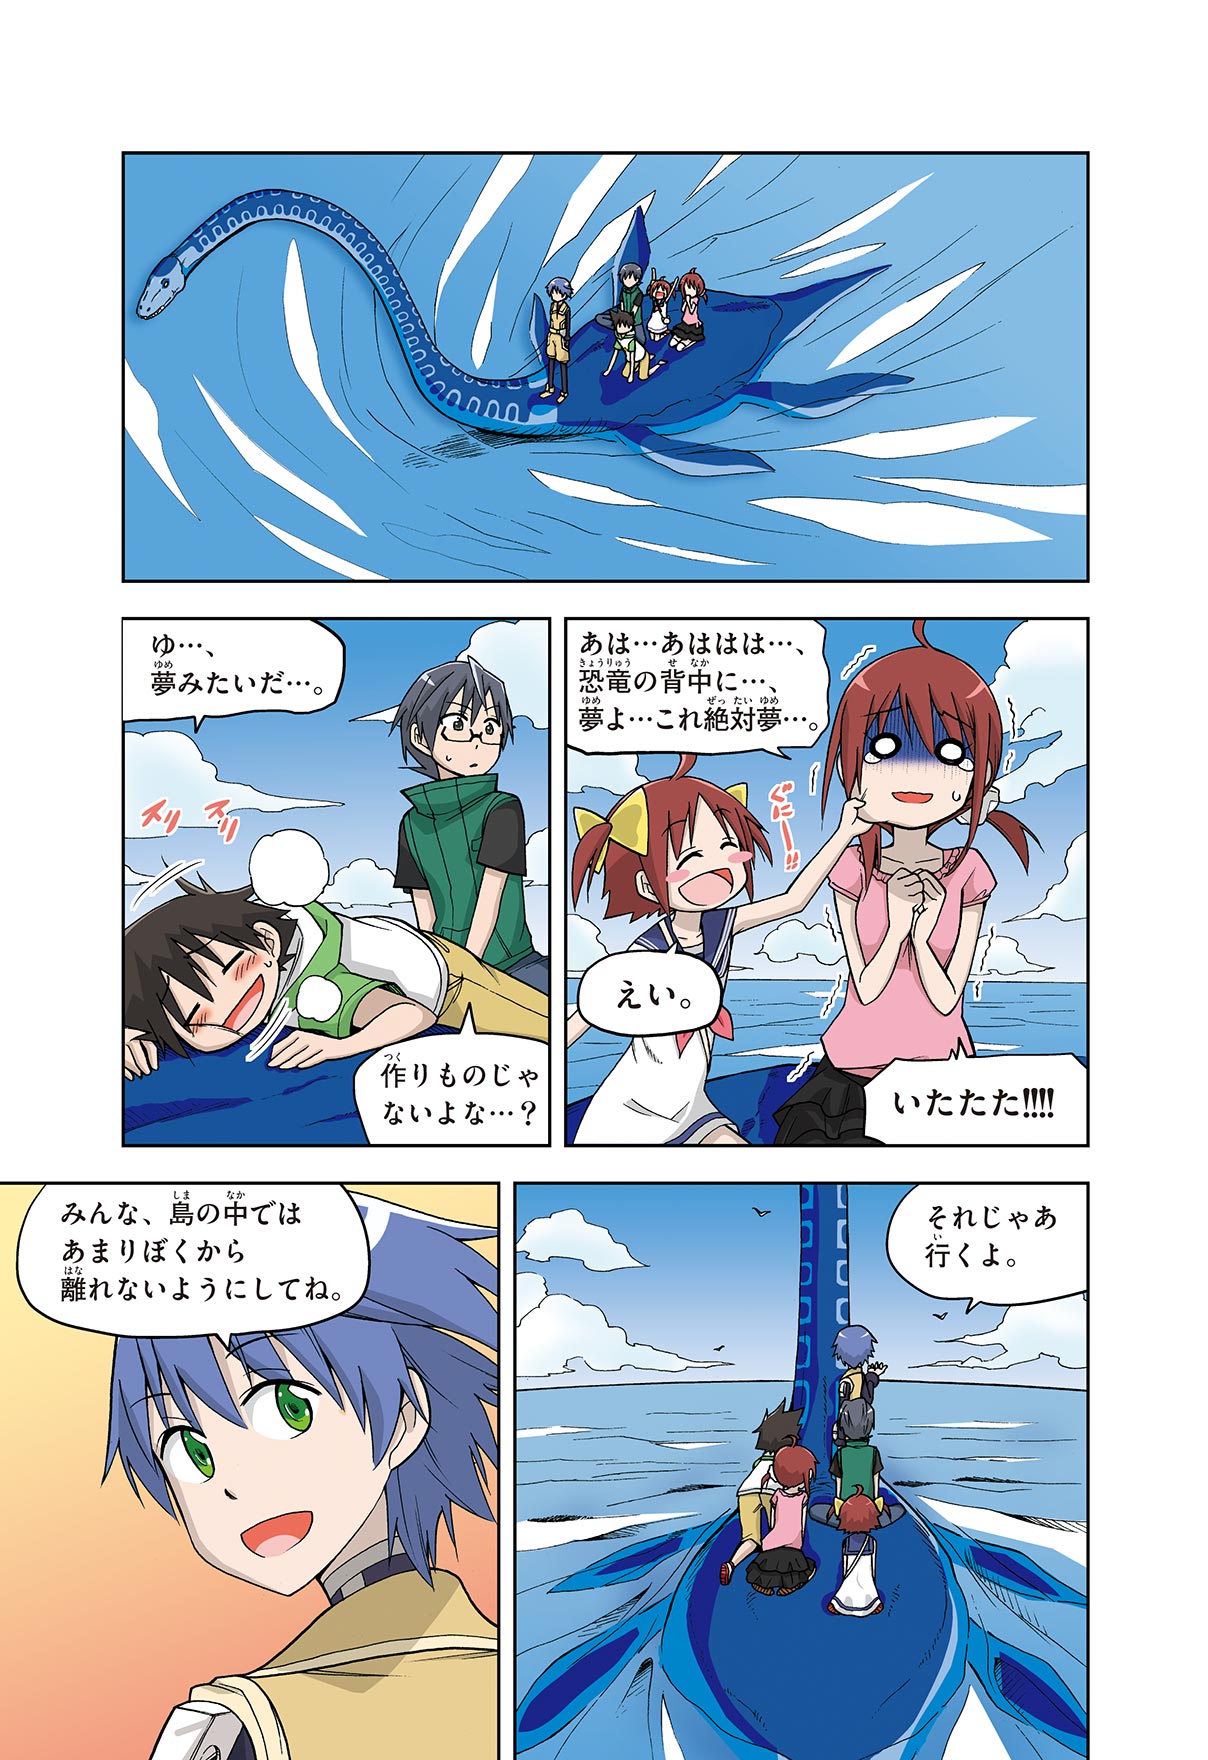 あは…あははは…、
恐竜の背中に…、
夢よ…これ絶対夢…。
ぐにーっ!!
えい。
いたたた!!!!
ゆ…、
夢みたいだ…。
スリ スリ
作りものじゃ
ないよな…？
それじゃあ
行くよ。
みんな、島の中では
あまりぼくから
離れないようにしてね。